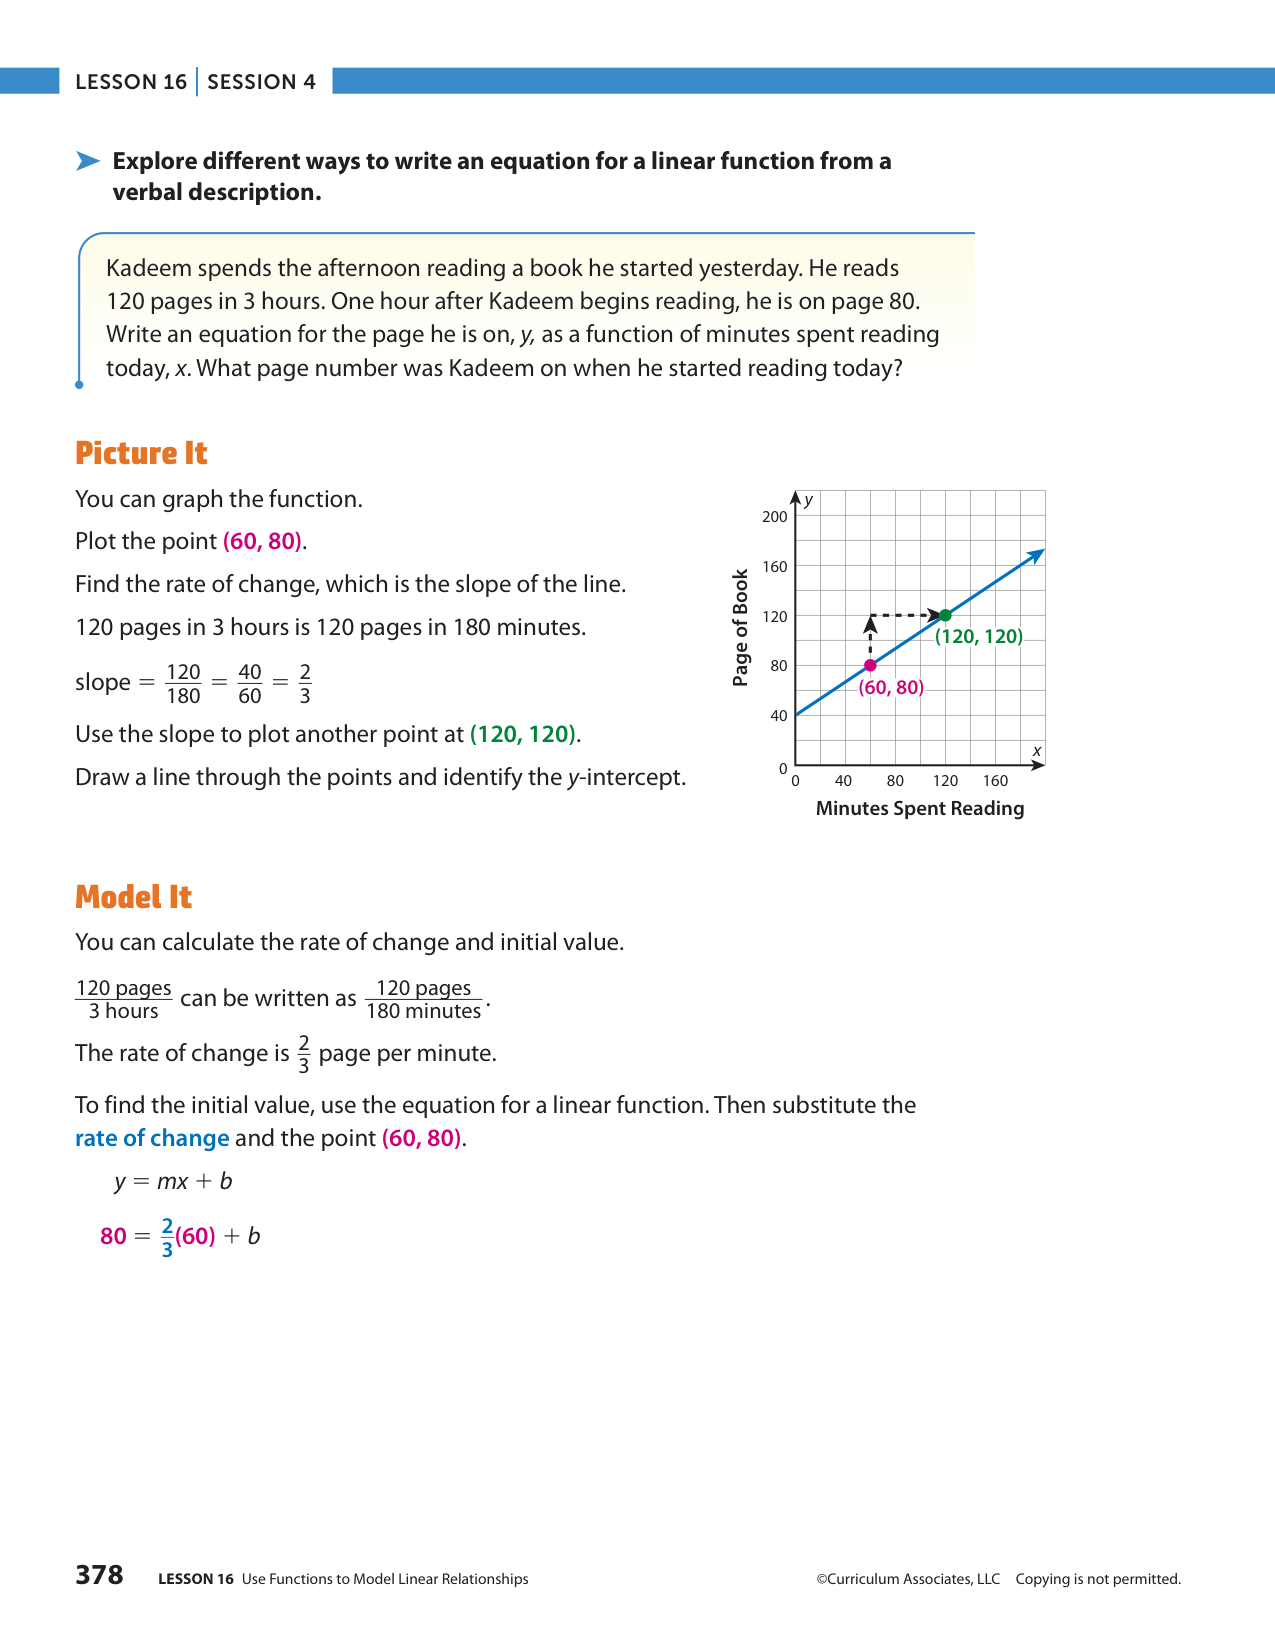 LESSON 16 | SESSION 4
➤ Explore different ways to write an equation for a linear function from a
verbal description.
Kadeem spends the afternoon reading a book he started yesterday. He reads
120 pages in 3 hours. One hour after Kadeem begins reading, he is on page 80.
Write an equation for the page he is on, y, as a function of minutes spent reading
today, x. What page number was Kadeem on when he started reading today?
Picture It
You can graph the function.
Plot the point (60, 80).
Find the rate of change, which is the slope of the line.
120 pages in 3 hours is 120 pages in 180 minutes.
slope = 120/180 = 40/60 = 2/3
Use the slope to plot another point at (120, 120).
Draw a line through the points and identify the y-intercept.
y
200
160
120
80
40
0
Page of Book
(120, 120)
(60, 80)
x
0 40 80 120 160
Minutes Spent Reading
Model It
You can calculate the rate of change and initial value.
120 pages/3 hours can be written as 120 pages/180 minutes.
The rate of change is 2/3 page per minute.
To find the initial value, use the equation for a linear function. Then substitute the
rate of change and the point (60, 80).
y = mx + b
80 = 2/3(60) + b
378 LESSON 16 Use Functions to Model Linear Relationships
©Curriculum Associates, LLC Copying is not permitted.